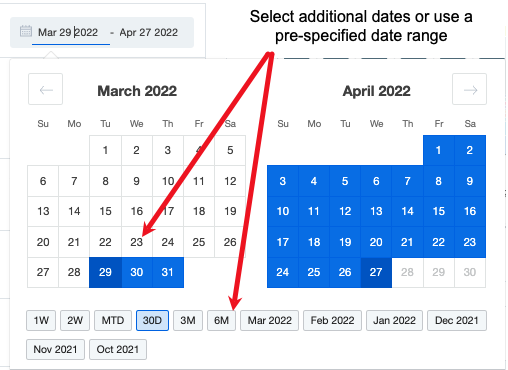 Select additional dates or use a
pre-specified date range
Mar 29 2022 - Apr 27 2022
March 2022
Su Mo Tu We Th Fr Sa
1 2 3 4 5
6 7 8 9 10 11 12
13 14 15 16 17 18 19
20 21 22 23 24 25 26
27 28 29 30 31
April 2022
Su Mo Tu We Th Fr Sa
1 2
3 4 5 6 7 8 9
10 11 12 13 14 15 16
17 18 19 20 21 22 23
24 25 26 27 28 29 30
1W 2W MTD 30D 3M 6M Mar 2022 Feb 2022 Jan 2022 Dec 2021
Nov 2021 Oct 2021